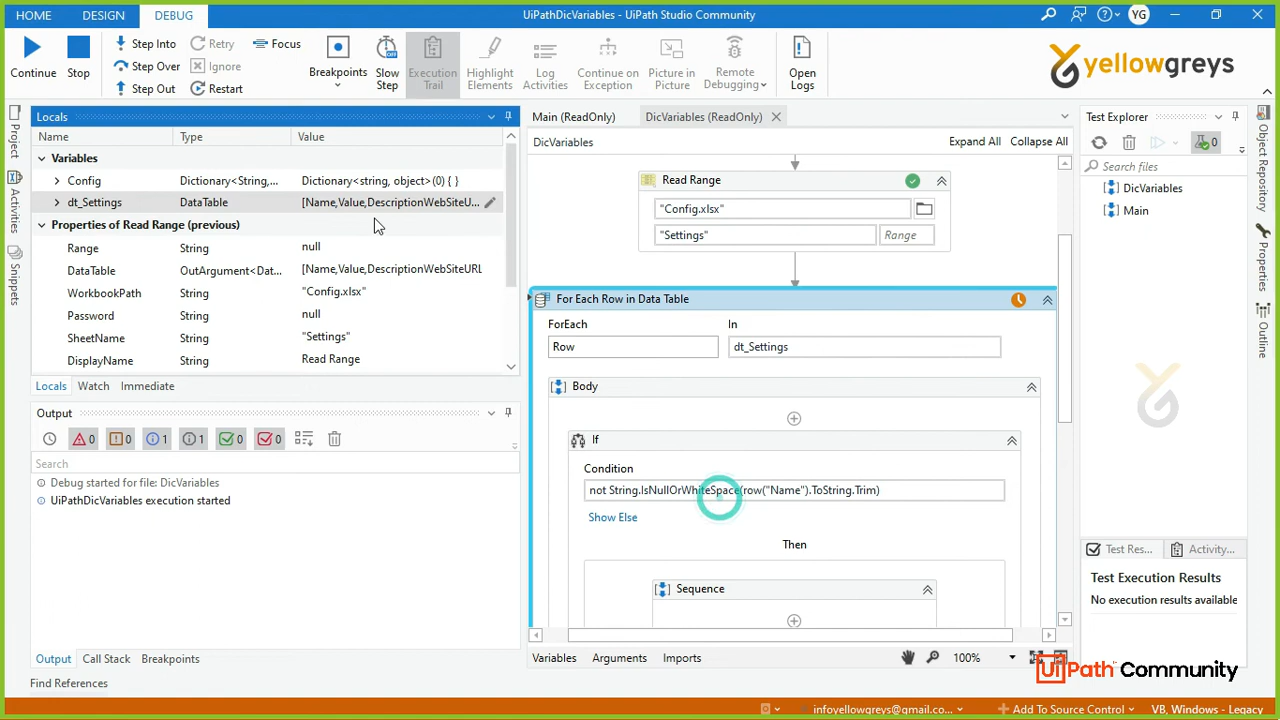 HOME DESIGN DEBUG UiPathDicVariables - UiPath Studio Community YG
Continue Stop Step Into Step Over Step Out Retry Ignore Restart Focus Breakpoints Slow Step Execution Trail Highlight Elements Log Activities Continue on Exception Picture in Picture Remote Debugging Open Logs
yellowgreys
Project
Activities
Snippets
Locals
Name Type Value
Variables
Config Dictionary<String,... Dictionary<string, object>(0) { }
dt_Settings DataTable [Name,Value,DescriptionWebSiteU...
Properties of Read Range (previous)
Range String null
DataTable OutArgument<Dat... [Name,Value,DescriptionWebSiteURL
WorkbookPath String "Config.xlsx"
Password String null
SheetName String "Settings"
DisplayName String Read Range
Locals Watch Immediate
Output
0 0 1 1 0 0
Search
Debug started for file: DicVariables
UiPathDicVariables execution started
Output Call Stack Breakpoints
Find References
Main (ReadOnly) DicVariables (ReadOnly)
DicVariables Expand All Collapse All
Read Range
"Config.xlsx"
"Settings" Range
For Each Row in Data Table
ForEach In
Row dt_Settings
Body
If
Condition
not String.IsNullOrWhiteSpace(row("Name").ToString.Trim)
Show Else
Then
Sequence
Variables Arguments Imports 100%
Test Explorer
0
Search files
DicVariables
Main
Test Res... Activity...
Test Execution Results
No execution results available
Object Repository
Properties
Outline
UiPath Community
infoyellowgreys@gmail.co... Add To Source Control VB, Windows - Legacy